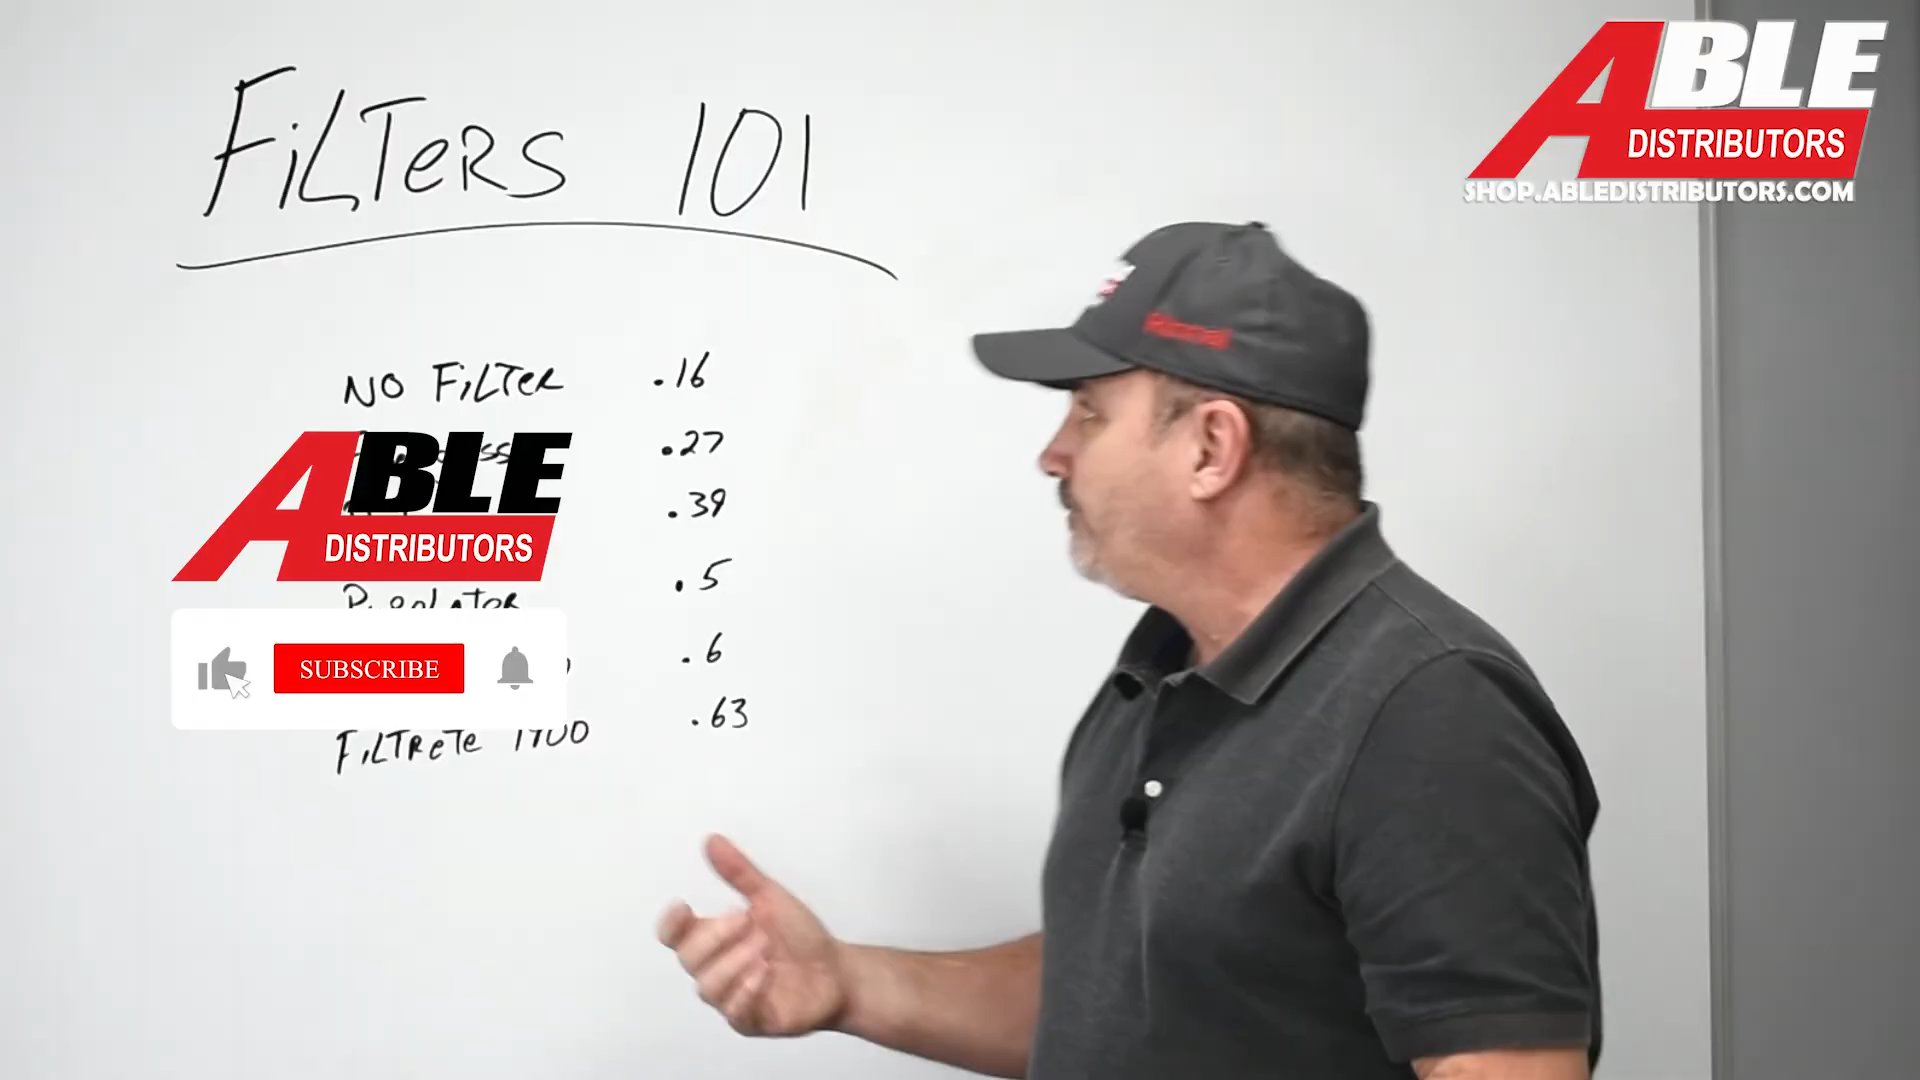 FiLTeRS 101
ABLE
DISTRIBUTORS
SHOP.ABLEDISTRIBUTORS.COM
NO FiLTeR .16
.27
.39
ABLE
DISTRIBUTORS
.5
.6
SUBSCRIBE
FiLTReTe .63